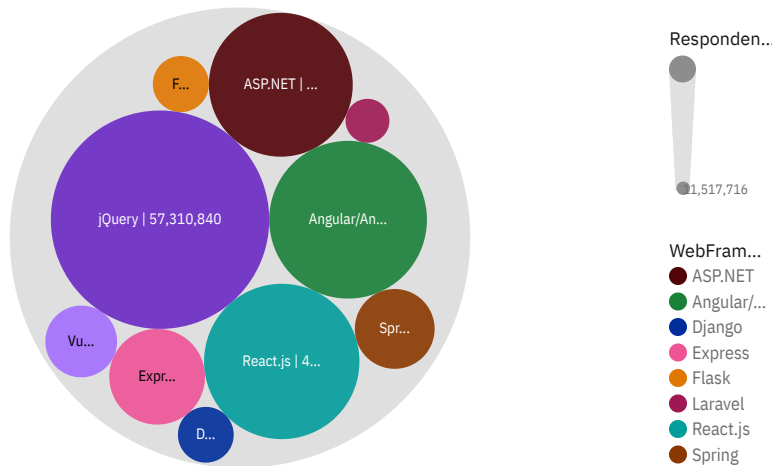 F...
ASP.NET | ...
jQuery | 57,310,840
Angular/An...
Vu...
Expr...
React.js | 4...
Spr...
D...
Responden...
11,517,716
WebFram...
ASP.NET
Angular/...
Django
Express
Flask
Laravel
React.js
Spring